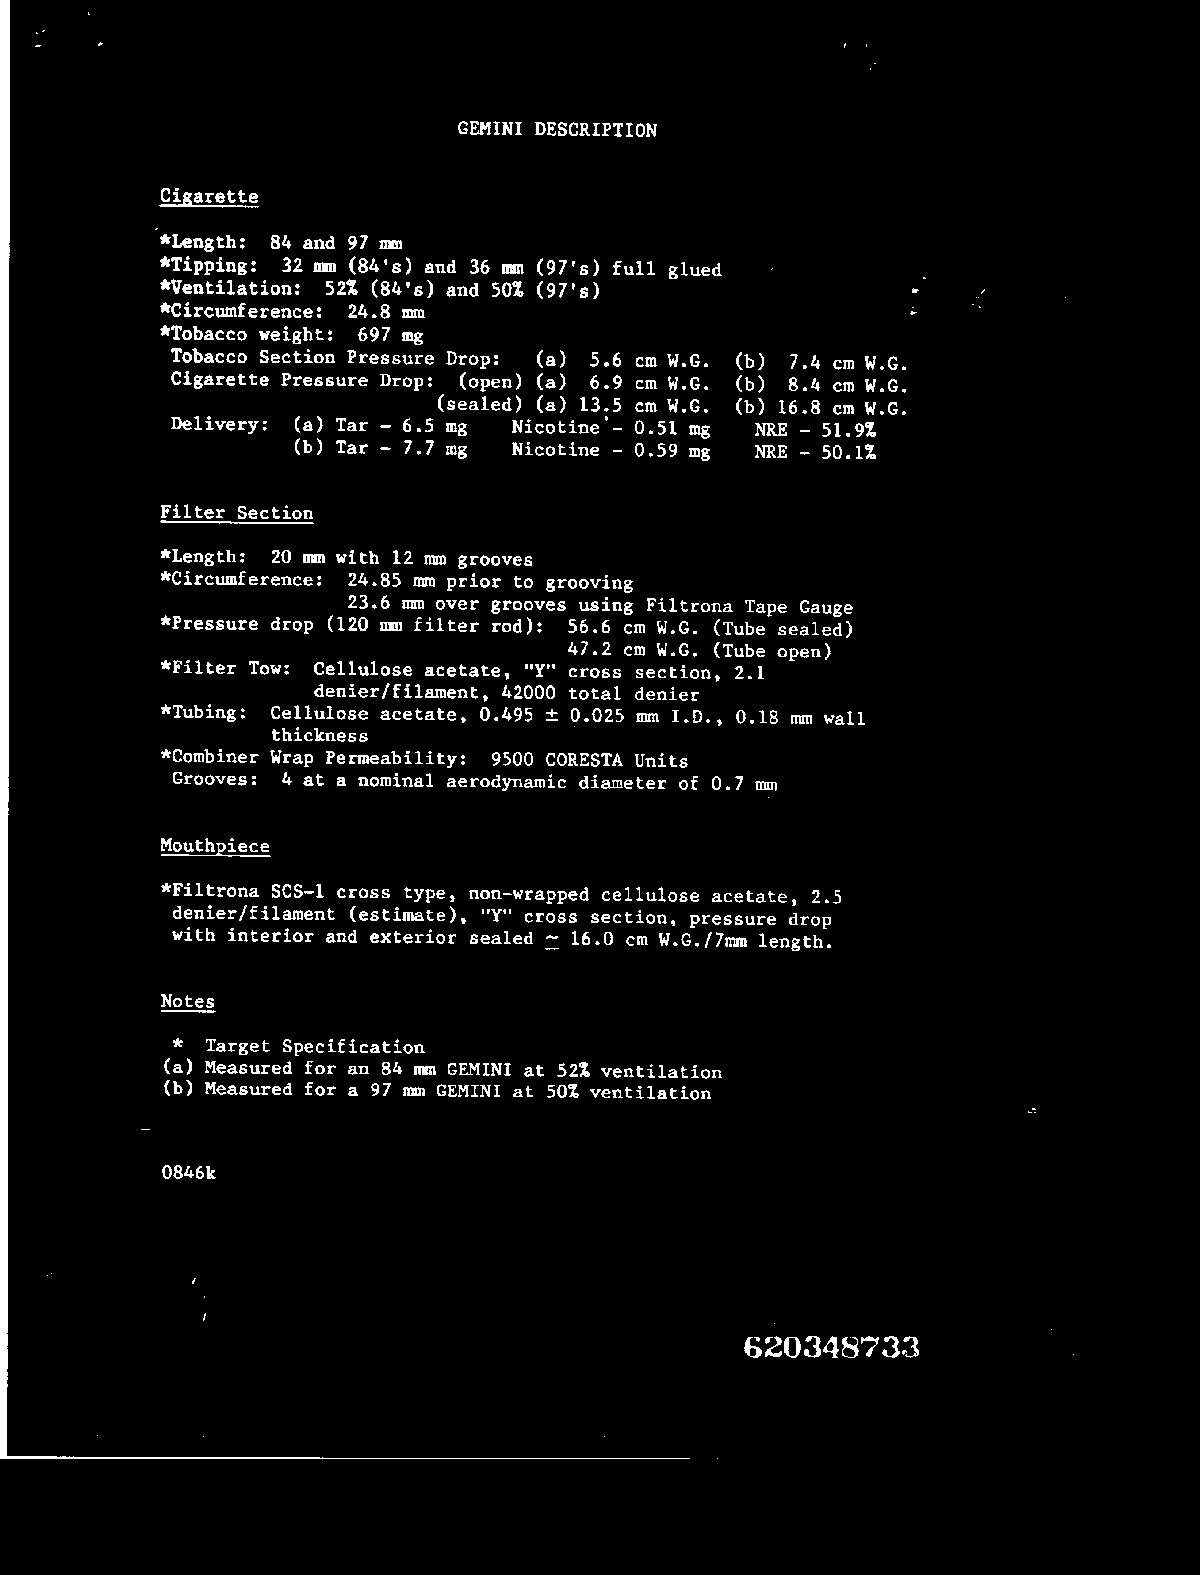 GEMINI DESCRIPTION
Cigarette
*Length: 84 and 97 mm
*Tipping: 32 mm (84's) and 36 mm (97's) full glued
*Ventilation: 52% (84's) and 50% (97's)
*Circumference: 24.8 mm
*Tobacco weight: 697 mg
Tobacco Section Pressure Drop: (a) 5.6 cm W.G. (b) 7.4 cm W.G.
Cigarette Pressure Drop: (open) (a) 6.9 cm W.G. (b) 8.4 cm W.G.
(sealed) (a) 13.5 cm W.G. (b) 16.8 cm W.G.
Delivery: (a) Tar - 6.5 mg Nicotine - 0.51 mg NRE - 51.9%
(b) Tar - 7.7 mg Nicotine - 0.59 mg NRE - 50.1%
Filter Section
*Length: 20 mm with 12 mm grooves
*Circumference: 24.85 mm prior to grooving
23.6 mm over grooves using Filtrona Tape Gauge
*Pressure drop (120 mm filter rod): 56.6 cm W.G. (Tube sealed)
47.2 cm W.G. (Tube open)
*Filter Tow: Cellulose acetate, "Y" cross section, 2.1
denier/filament, 42000 total denier
*Tubing: Cellulose acetate, 0.495 ± 0.025 mm I.D., 0.18 mm wall
thickness
*Combiner Wrap Permeability: 9500 CORESTA Units
Grooves: 4 at a nominal aerodynamic diameter of 0.7 mm
Mouthpiece
*Filtrona SCS-1 cross type, non-wrapped cellulose acetate, 2.5
denier/filament (estimate), "Y" cross section, pressure drop
with interior and exterior sealed ~ 16.0 cm W.G./7mm length.
Notes
* Target Specification
(a) Measured for an 84 mm GEMINI at 52% ventilation
(b) Measured for a 97 mm GEMINI at 50% ventilation
0846k
620348733